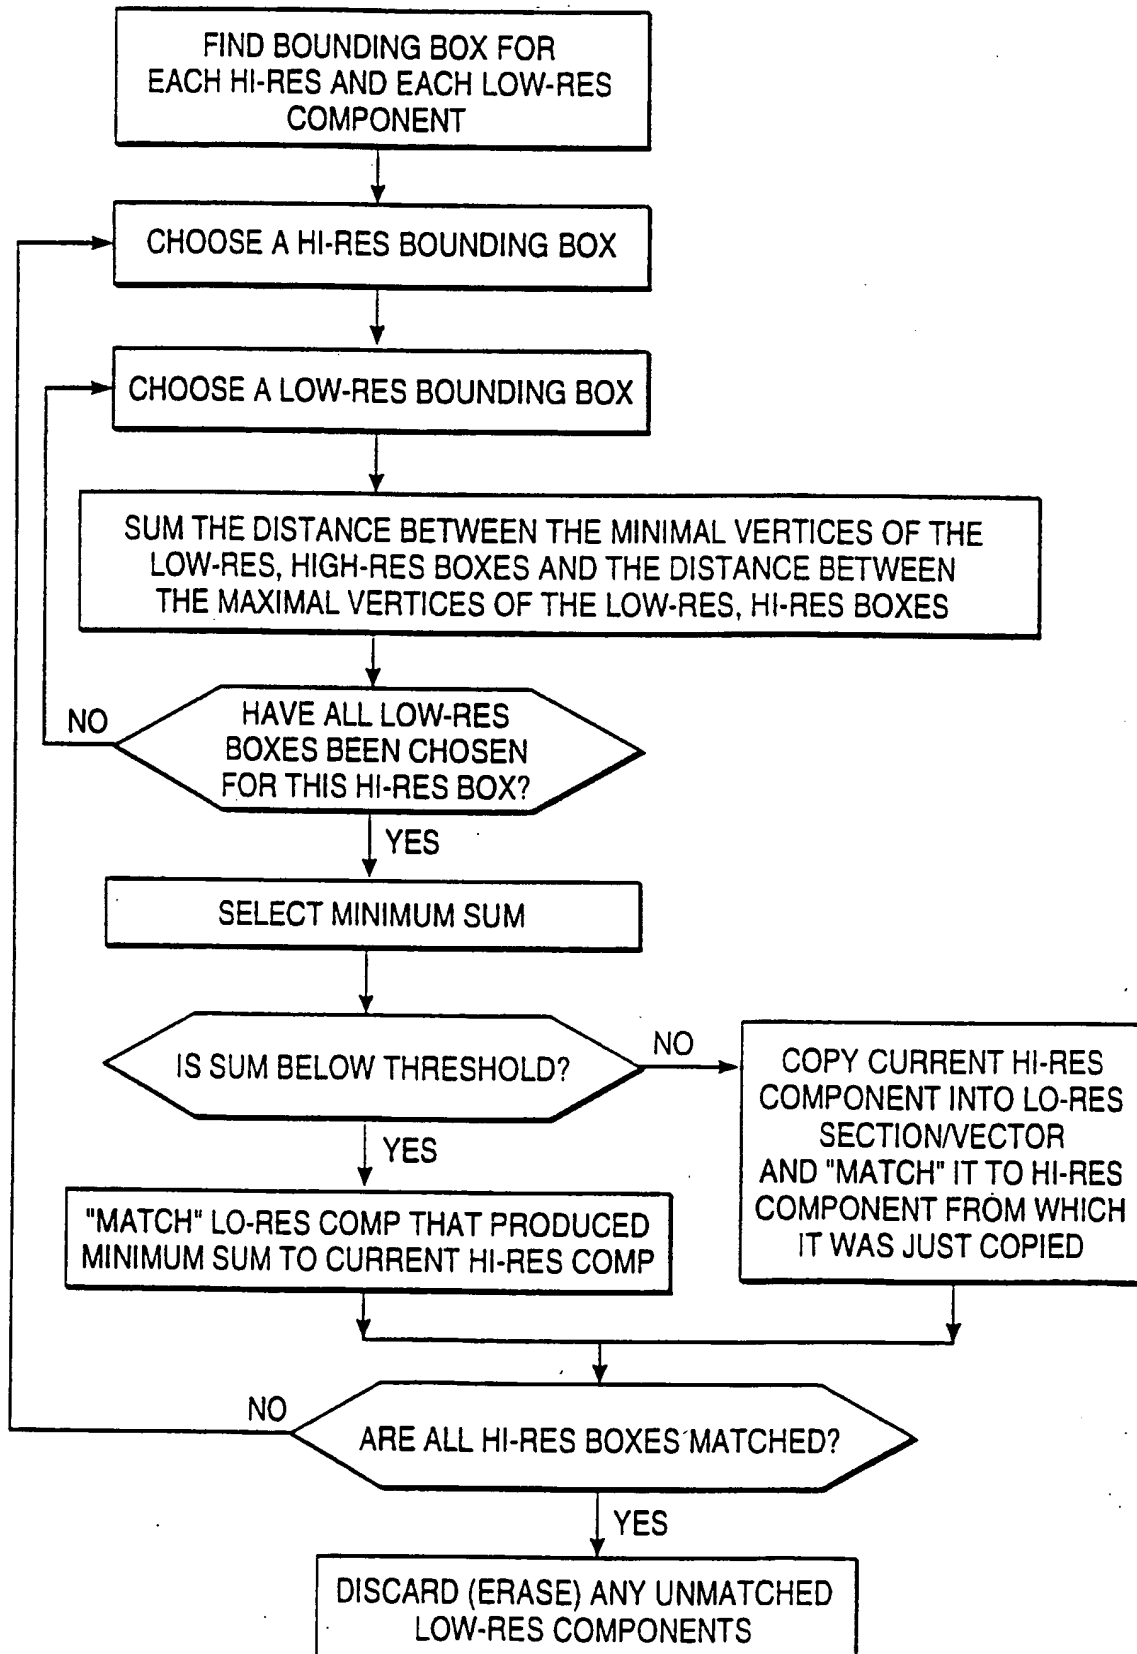 FIND BOUNDING BOX FOR
EACH HI-RES AND EACH LOW-RES
COMPONENT
CHOOSE A HI-RES BOUNDING BOX
CHOOSE A LOW-RES BOUNDING BOX
SUM THE DISTANCE BETWEEN THE MINIMAL VERTICES OF THE
LOW-RES, HIGH-RES BOXES AND THE DISTANCE BETWEEN
THE MAXIMAL VERTICES OF THE LOW-RES, HI-RES BOXES
NO
HAVE ALL LOW-RES
BOXES BEEN CHOSEN
FOR THIS HI-RES BOX?
YES
SELECT MINIMUM SUM
IS SUM BELOW THRESHOLD?
NO
YES
COPY CURRENT HI-RES
COMPONENT INTO LO-RES
SECTION/VECTOR
AND "MATCH" IT TO HI-RES
COMPONENT FROM WHICH
IT WAS JUST COPIED
"MATCH" LO-RES COMP THAT PRODUCED
MINIMUM SUM TO CURRENT HI-RES COMP
NO
ARE ALL HI-RES BOXES MATCHED?
YES
DISCARD (ERASE) ANY UNMATCHED
LOW-RES COMPONENTS